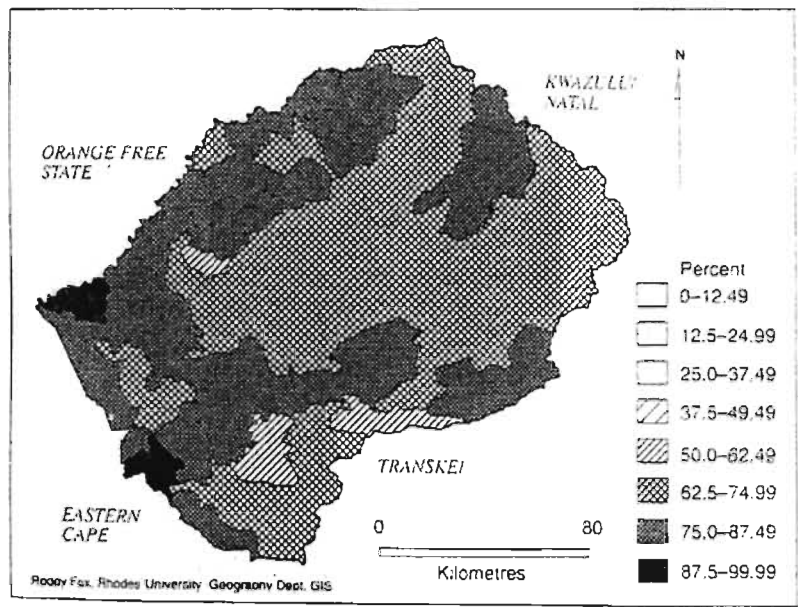 N
KWAZULU/
NATAL
ORANGE FREE
STATE
Percent
0–12.49
12.5–24.99
25.0–37.49
37.5–49.49
50.0–62.49
62.5–74.99
75.0–87.49
87.5–99.99
TRANSKEI
EASTERN
CAPE
0 80
Kilometres
Roddy Fox, Rhodes University Geography Dept. GIS